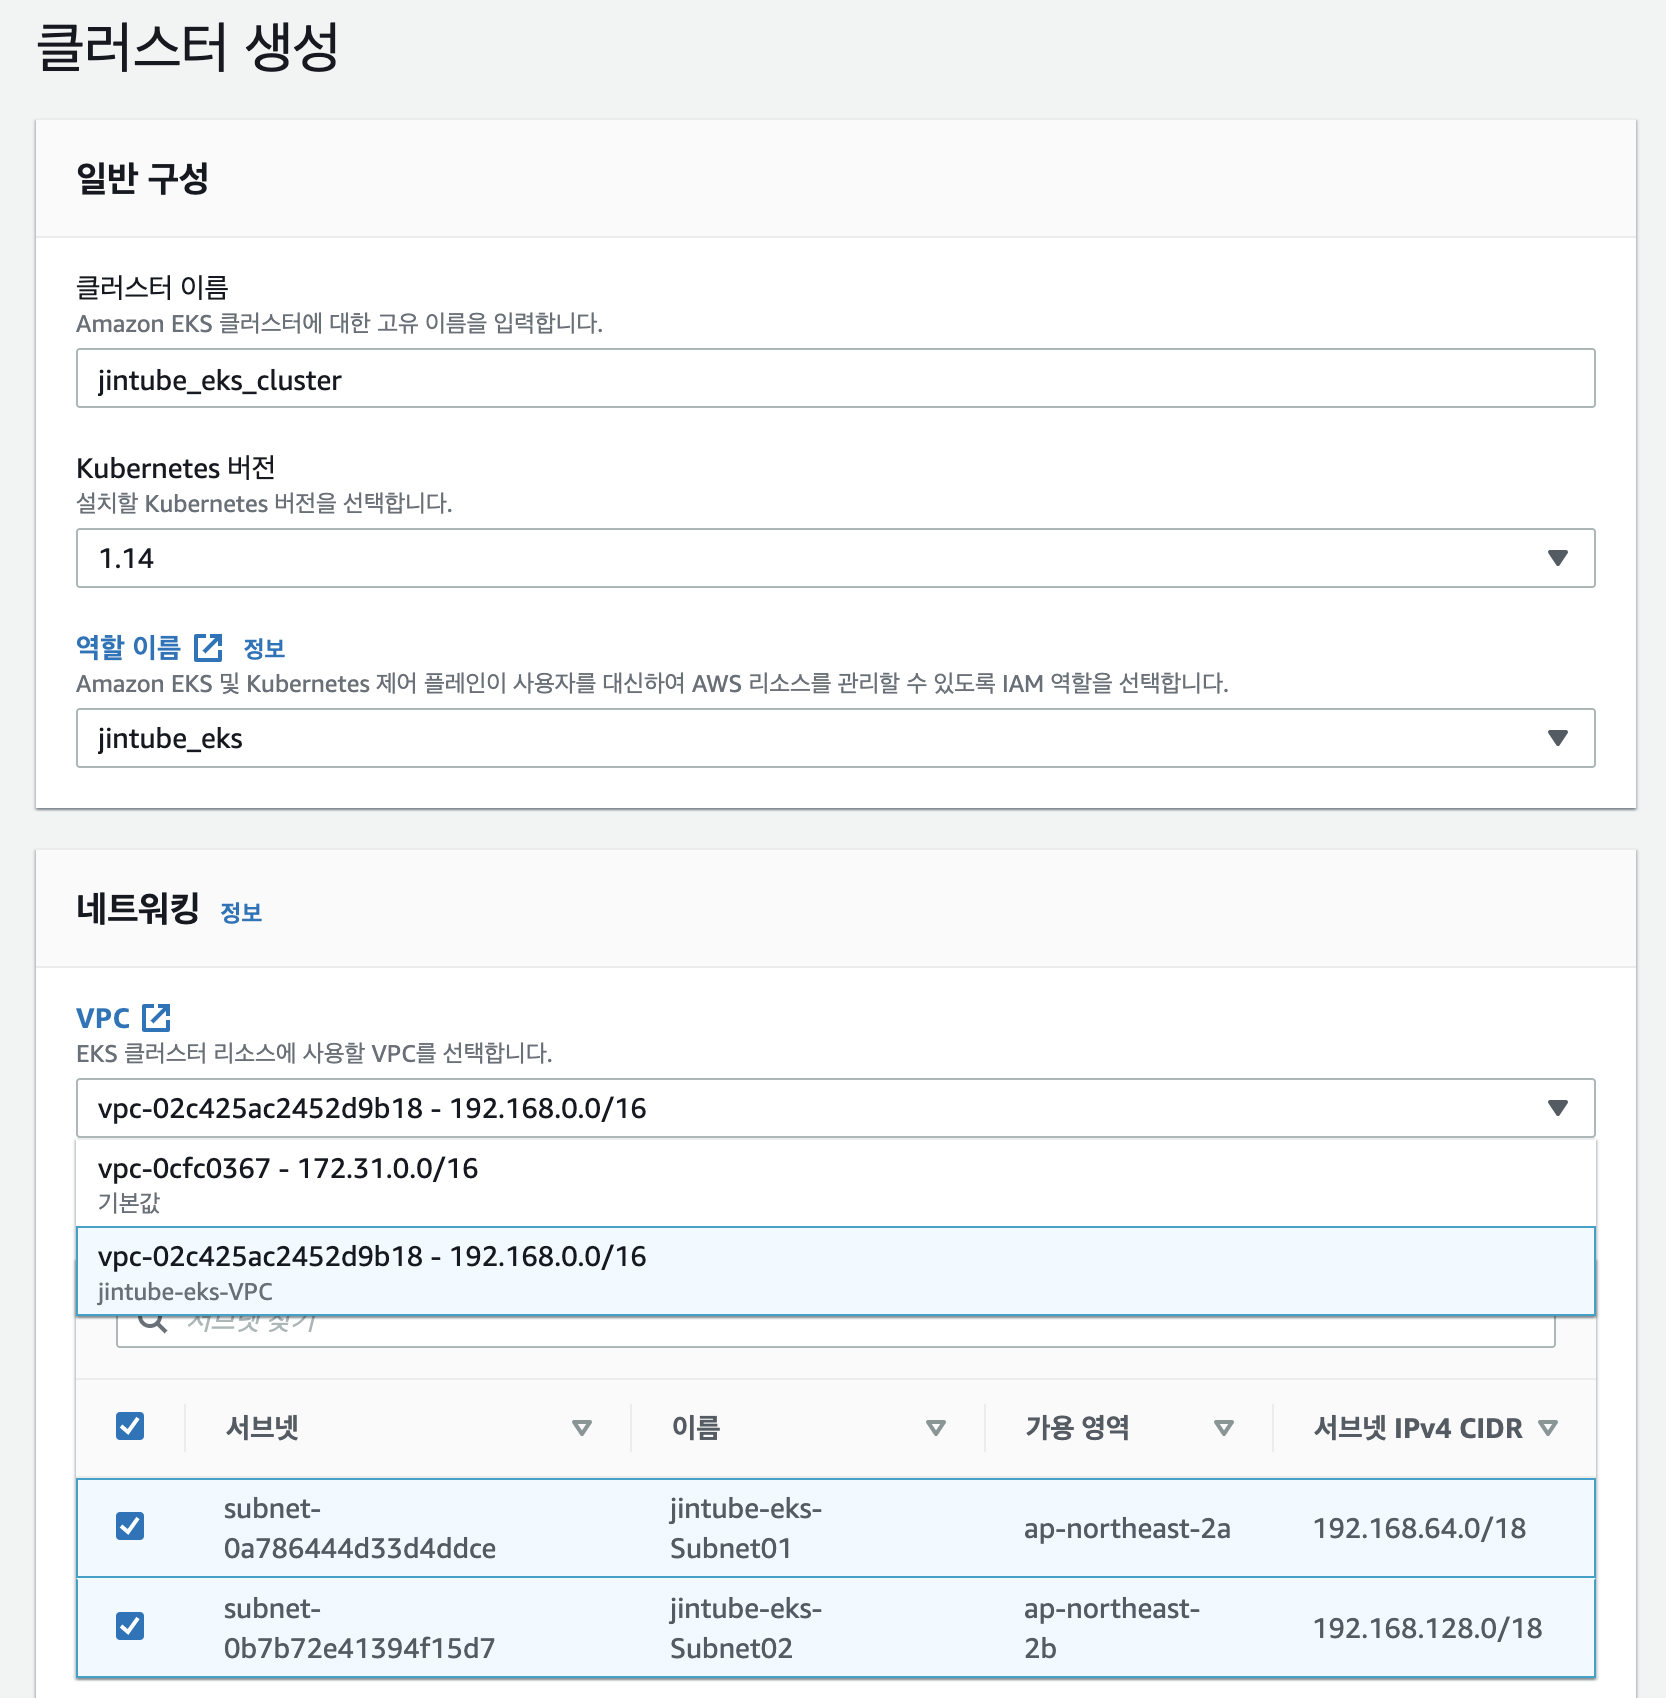 클러스터 생성
일반 구성
클러스터 이름
Amazon EKS 클러스터에 대한 고유 이름을 입력합니다.
jintube_eks_cluster
Kubernetes 버전
설치할 Kubernetes 버전을 선택합니다.
1.14
역할 이름 정보
Amazon EKS 및 Kubernetes 제어 플레인이 사용자를 대신하여 AWS 리소스를 관리할 수 있도록 IAM 역할을 선택합니다.
jintube_eks
네트워킹 정보
VPC
EKS 클러스터 리소스에 사용할 VPC를 선택합니다.
vpc-02c425ac2452d9b18 - 192.168.0.0/16
vpc-0cfc0367 - 172.31.0.0/16
기본값
vpc-02c425ac2452d9b18 - 192.168.0.0/16
jintube-eks-VPC
서브넷 찾기
서브넷 이름 가용 영역 서브넷 IPv4 CIDR
subnet- jintube-eks-
0a786444d33d4ddce Subnet01 ap-northeast-2a 192.168.64.0/18
subnet- jintube-eks- ap-northeast-
0b7b72e41394f15d7 Subnet02 2b 192.168.128.0/18